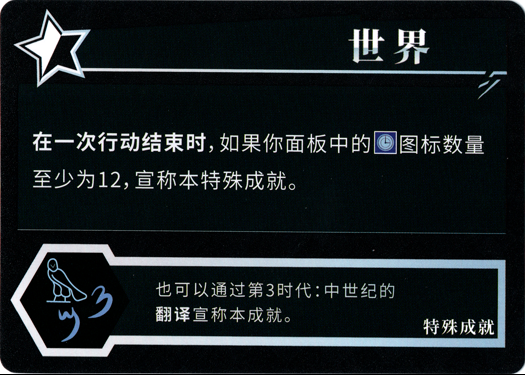 世界
在一次行动结束时，如果你面板中的图标数量
至少为12，宣称本特殊成就。
也可以通过第3时代：中世纪的
翻译宣称本成就。
特殊成就